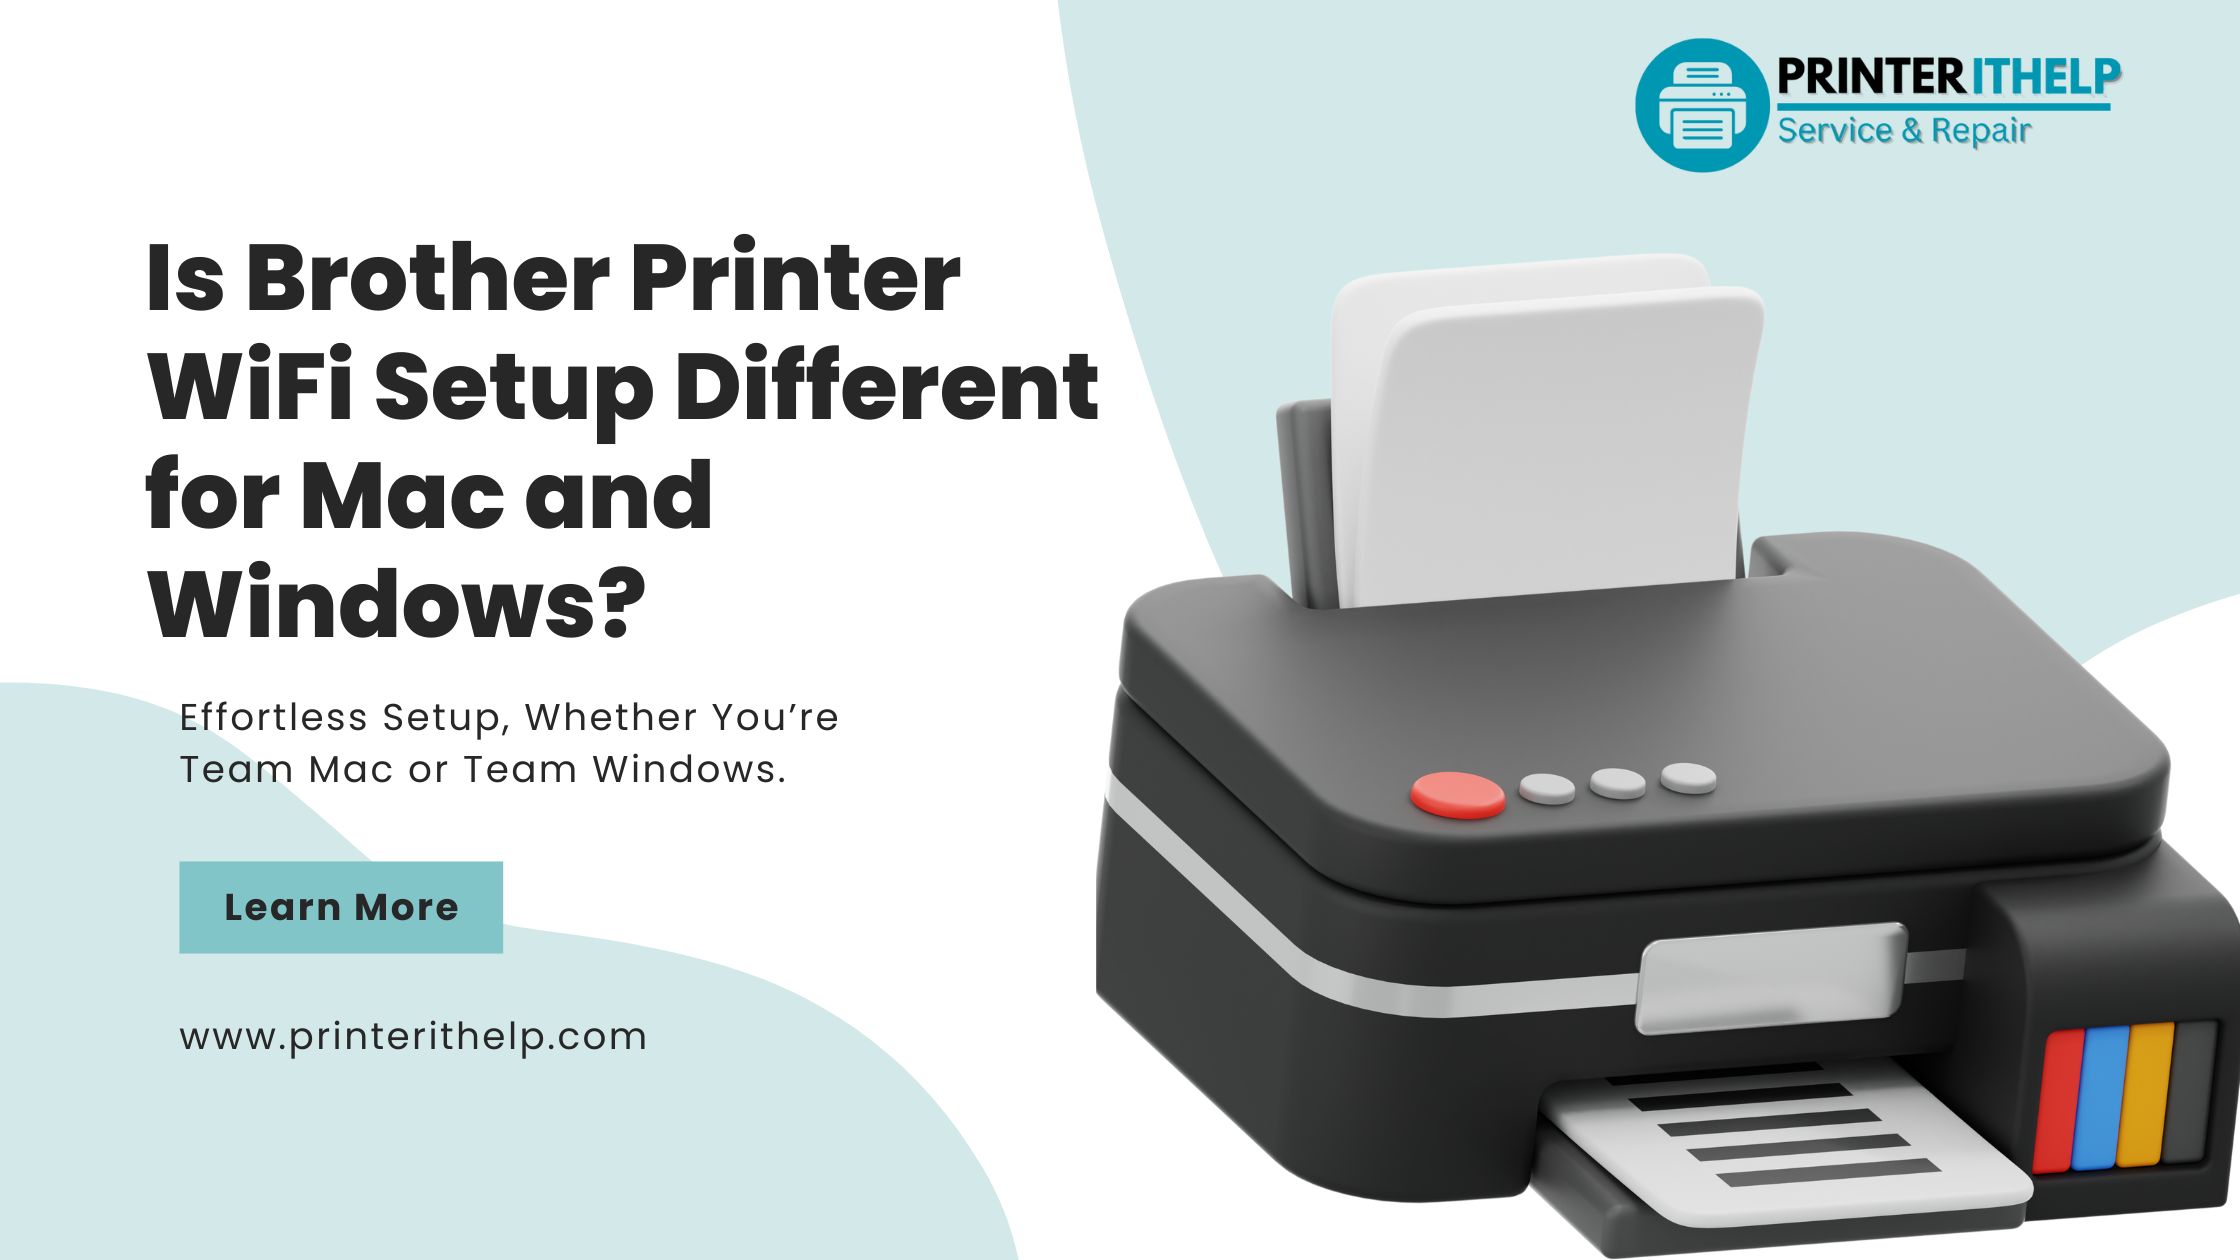 PRINTER ITHELP
Service & Repair
Is Brother Printer
WiFi Setup Different
for Mac and
Windows?
Effortless Setup, Whether You’re
Team Mac or Team Windows.
Learn More
www.printerithelp.com